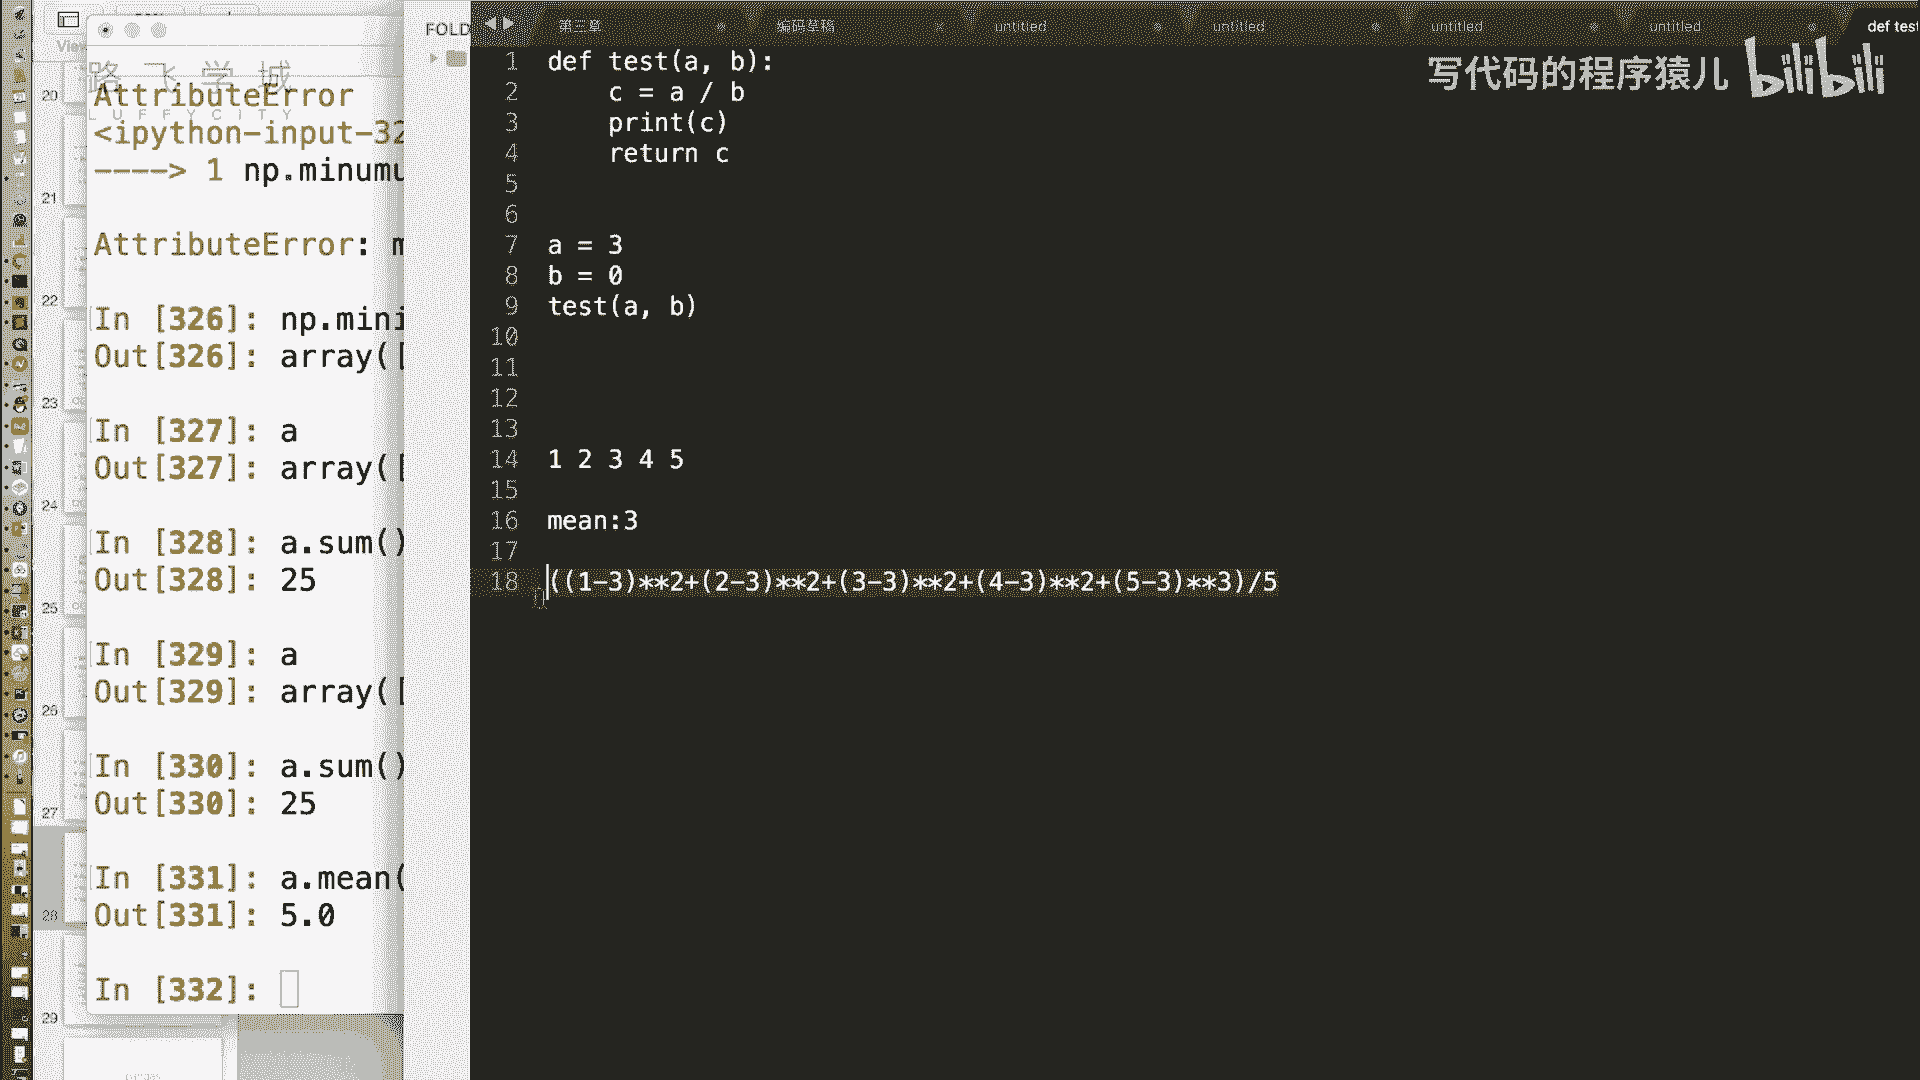 View
路飞学城
LUFFYCITY
20
21
22
23
24
25
26
27
28
29
AttributeError
<ipython-input-32
----> 1 np.minumu
AttributeError: m
In [326]: np.mini
Out[326]: array([
In [327]: a
Out[327]: array([
In [328]: a.sum()
Out[328]: 25
In [329]: a
Out[329]: array([
In [330]: a.sum()
Out[330]: 25
In [331]: a.mean(
Out[331]: 5.0
In [332]:
FOLD
第三章
编码草稿
untitled
untitled
untitled
untitled
def test
写代码的程序猿儿 bilibili
1 def test(a, b):
2 c = a / b
3 print(c)
4 return c
5
6
7 a = 3
8 b = 0
9 test(a, b)
10
11
12
13
14 1 2 3 4 5
15
16 mean:3
17
18 ((1-3)**2+(2-3)**2+(3-3)**2+(4-3)**2+(5-3)**3)/5